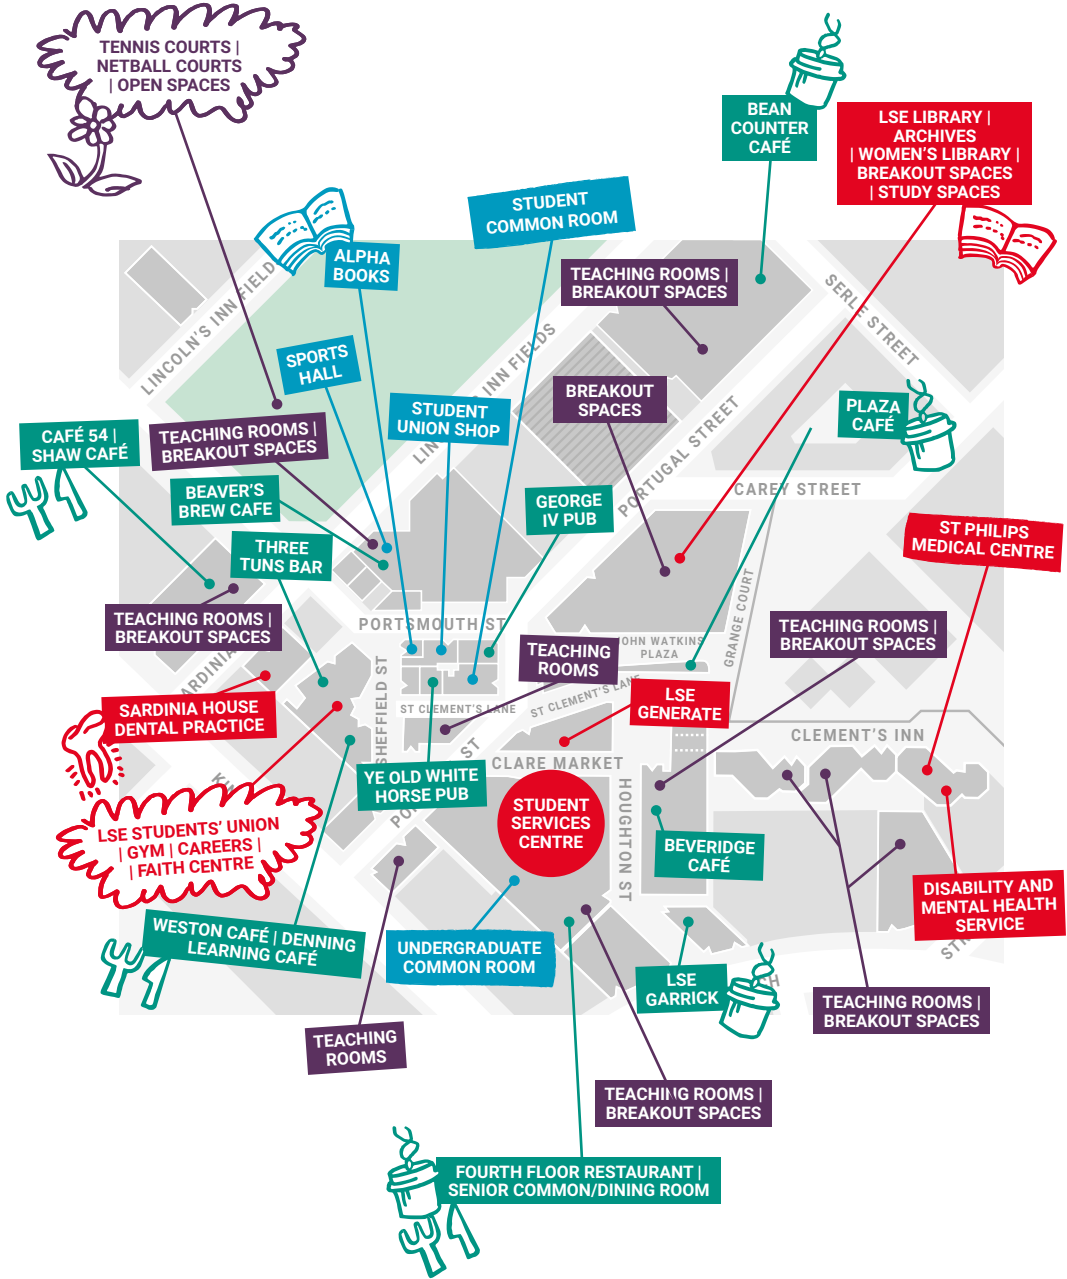 TENNIS COURTS |
NETBALL COURTS
| OPEN SPACES
BEAN
COUNTER
CAFÉ
LSE LIBRARY |
ARCHIVES
| WOMEN'S LIBRARY |
BREAKOUT SPACES
| STUDY SPACES
STUDENT
COMMON ROOM
ALPHA
BOOKS
TEACHING ROOMS |
BREAKOUT SPACES
LINCOLN'S INN FIELDS
SERLE STREET
SPORTS
HALL
INN FIELDS
BREAKOUT
SPACES
PLAZA
CAFÉ
STUDENT
UNION SHOP
CAFÉ 54 |
SHAW CAFÉ
TEACHING ROOMS |
BREAKOUT SPACES
PORTUGAL STREET
CAREY STREET
BEAVER'S
BREW CAFE
GEORGE
IV PUB
ST PHILIPS
MEDICAL CENTRE
THREE
TUNS BAR
GRANGE COURT
TEACHING ROOMS |
BREAKOUT SPACES
PORTSMOUTH ST
TEACHING ROOMS |
BREAKOUT SPACES
JOHN WATKINS
PLAZA
TEACHING
ROOMS
SARDINIA
SHEFFIELD ST
ST CLEMENT'S LANE
ST CLEMENT'S LANE
LSE
GENERATE
SARDINIA HOUSE
DENTAL PRACTICE
CLEMENT'S INN
ST
CLARE MARKET
YE OLD WHITE
HORSE PUB
HOUGHTON ST
STUDENT
SERVICES
CENTRE
LSE STUDENTS' UNION
| GYM | CAREERS |
| FAITH CENTRE
BEVERIDGE
CAFÉ
DISABILITY AND
MENTAL HEALTH
SERVICE
WESTON CAFÉ | DENNING
LEARNING CAFÉ
UNDERGRADUATE
COMMON ROOM
LSE
GARRICK
TEACHING ROOMS |
BREAKOUT SPACES
TEACHING
ROOMS
TEACHING ROOMS |
BREAKOUT SPACES
FOURTH FLOOR RESTAURANT |
SENIOR COMMON/DINING ROOM